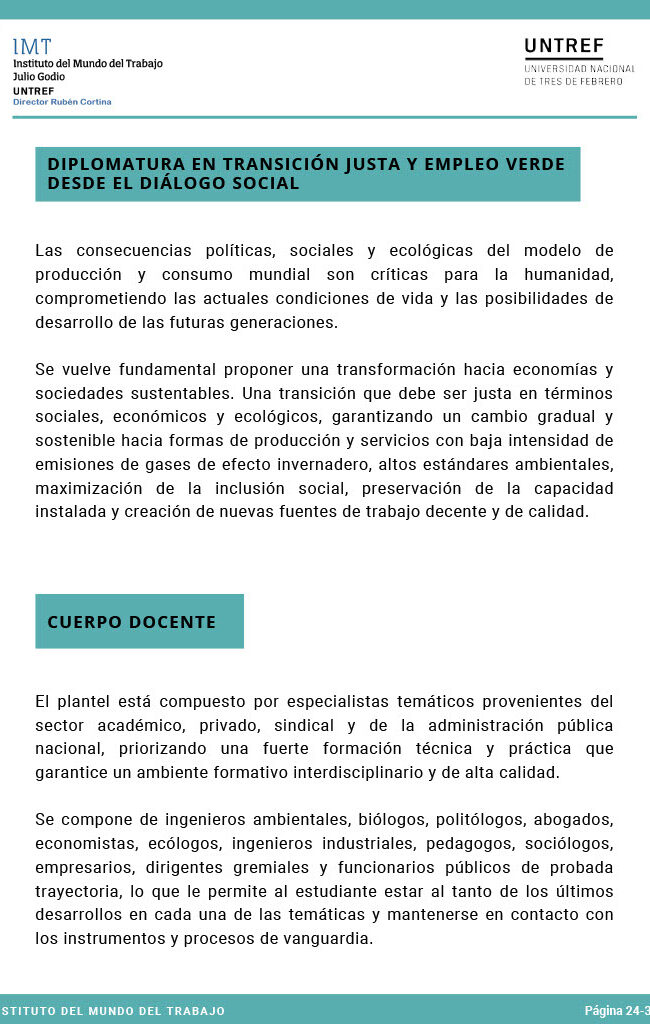 IMT
Instituto del Mundo del Trabajo
Julio Godio
UNTREF
Director Rubén Cortina
UNTREF
UNIVERSIDAD NACIONAL
DE TRES DE FEBRERO
DIPLOMATURA EN TRANSICIÓN JUSTA Y EMPLEO VERDE
DESDE EL DIÁLOGO SOCIAL
Las consecuencias políticas, sociales y ecológicas del modelo de
producción y consumo mundial son críticas para la humanidad,
comprometiendo las actuales condiciones de vida y las posibilidades de
desarrollo de las futuras generaciones.
Se vuelve fundamental proponer una transformación hacia economías y
sociedades sustentables. Una transición que debe ser justa en términos
sociales, económicos y ecológicos, garantizando un cambio gradual y
sostenible hacia formas de producción y servicios con baja intensidad de
emisiones de gases de efecto invernadero, altos estándares ambientales,
maximización de la inclusión social, preservación de la capacidad
instalada y creación de nuevas fuentes de trabajo decente y de calidad.
CUERPO DOCENTE
El plantel está compuesto por especialistas temáticos provenientes del
sector académico, privado, sindical y de la administración pública
nacional, priorizando una fuerte formación técnica y práctica que
garantice un ambiente formativo interdisciplinario y de alta calidad.
Se compone de ingenieros ambientales, biólogos, politólogos, abogados,
economistas, ecólogos, ingenieros industriales, pedagogos, sociólogos,
empresarios, dirigentes gremiales y funcionarios públicos de probada
trayectoria, lo que le permite al estudiante estar al tanto de los últimos
desarrollos en cada una de las temáticas y mantenerse en contacto con
los instrumentos y procesos de vanguardia.
STITUTO DEL MUNDO DEL TRABAJO
Página 24-3